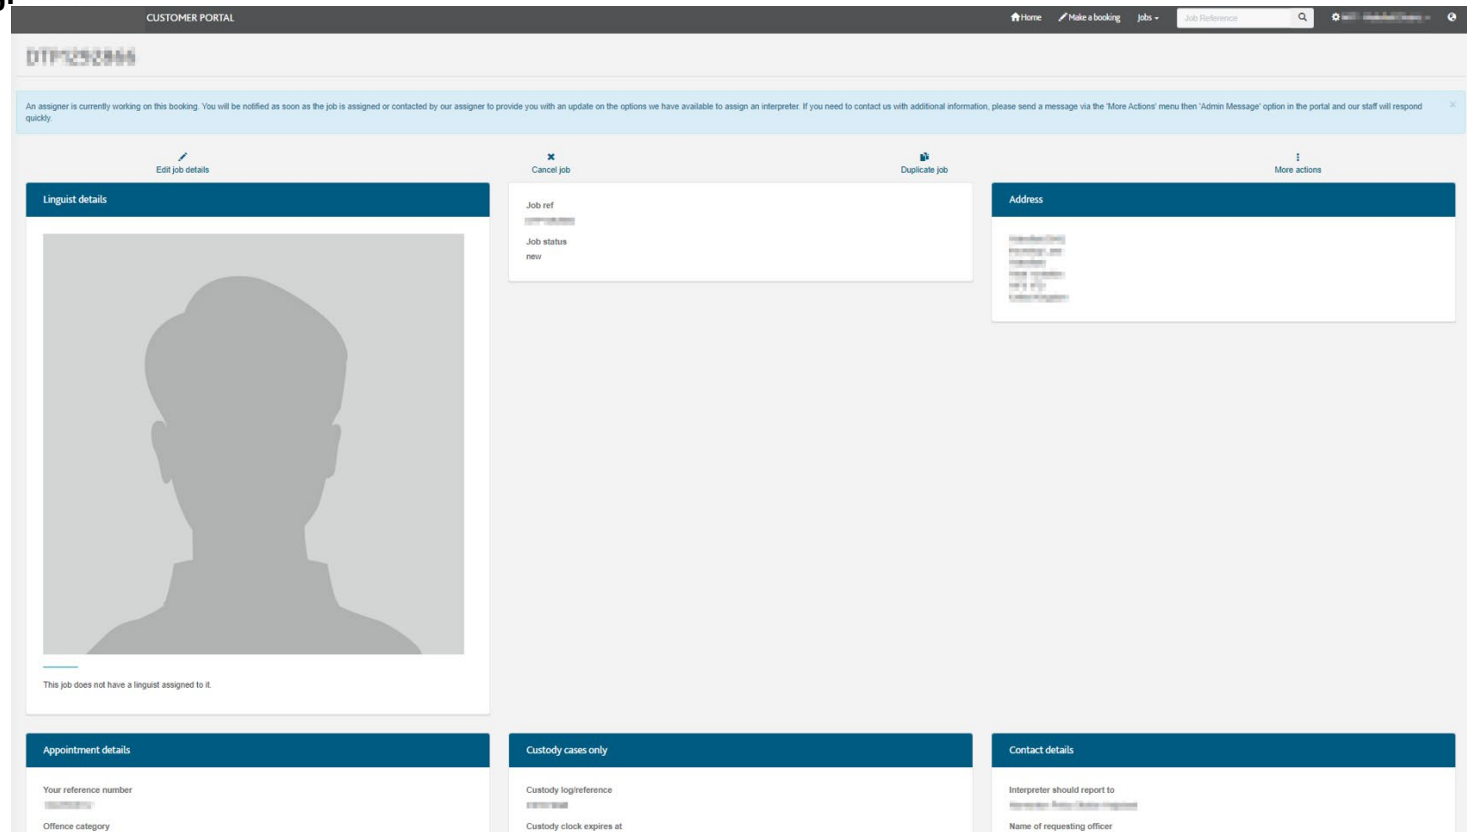 CUSTOMER PORTAL
Home Make a booking Jobs Job Reference
An assigner is currently working on this booking. You will be notified as soon as the job is assigned or contacted by our assigner to provide you with an update on the options we have available to assign an interpreter. If you need to contact us with additional information, please send a message via the 'More Actions' menu then 'Admin Message' option in the portal and our staff will respond
quickly.
Edit job details
Cancel job
Duplicate job
More actions
Linguist details
This job does not have a linguist assigned to it.
Job ref
Job status
new
Address
Appointment details
Your reference number
Offence category
Custody cases only
Custody log/reference
Custody clock expires at
Contact details
Interpreter should report to
Name of requesting officer